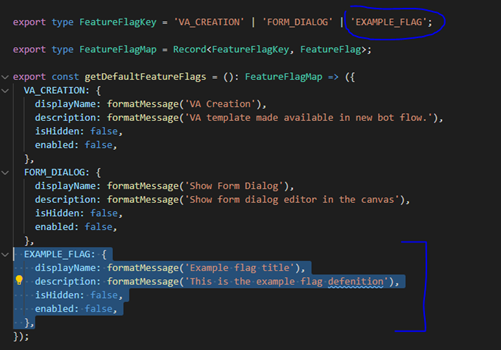 export type FeatureFlagKey = 'VA_CREATION' | 'FORM_DIALOG' | 'EXAMPLE_FLAG';
export type FeatureFlagMap = Record<FeatureFlagKey, FeatureFlag>;
export const getDefaultFeatureFlags = (): FeatureFlagMap => ({
VA_CREATION: {
displayName: formatMessage('VA Creation'),
description: formatMessage('VA template made available in new bot flow.'),
isHidden: false,
enabled: false,
},
FORM_DIALOG: {
displayName: formatMessage('Show Form Dialog'),
description: formatMessage('Show form dialog editor in the canvas'),
isHidden: false,
enabled: false,
},
EXAMPLE_FLAG: {
displayName: formatMessage('Example flag title'),
description: formatMessage('This is the example flag defenition'),
isHidden: false,
enabled: false,
},
});